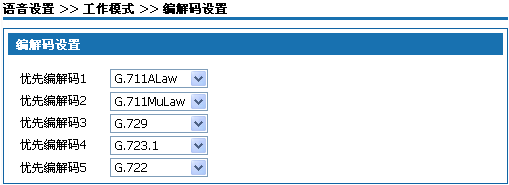 语音设置 >> 工作模式 >> 编解码设置
编解码设置
优先编解码1 G.711ALaw
优先编解码2 G.711MuLaw
优先编解码3 G.729
优先编解码4 G.723.1
优先编解码5 G.722